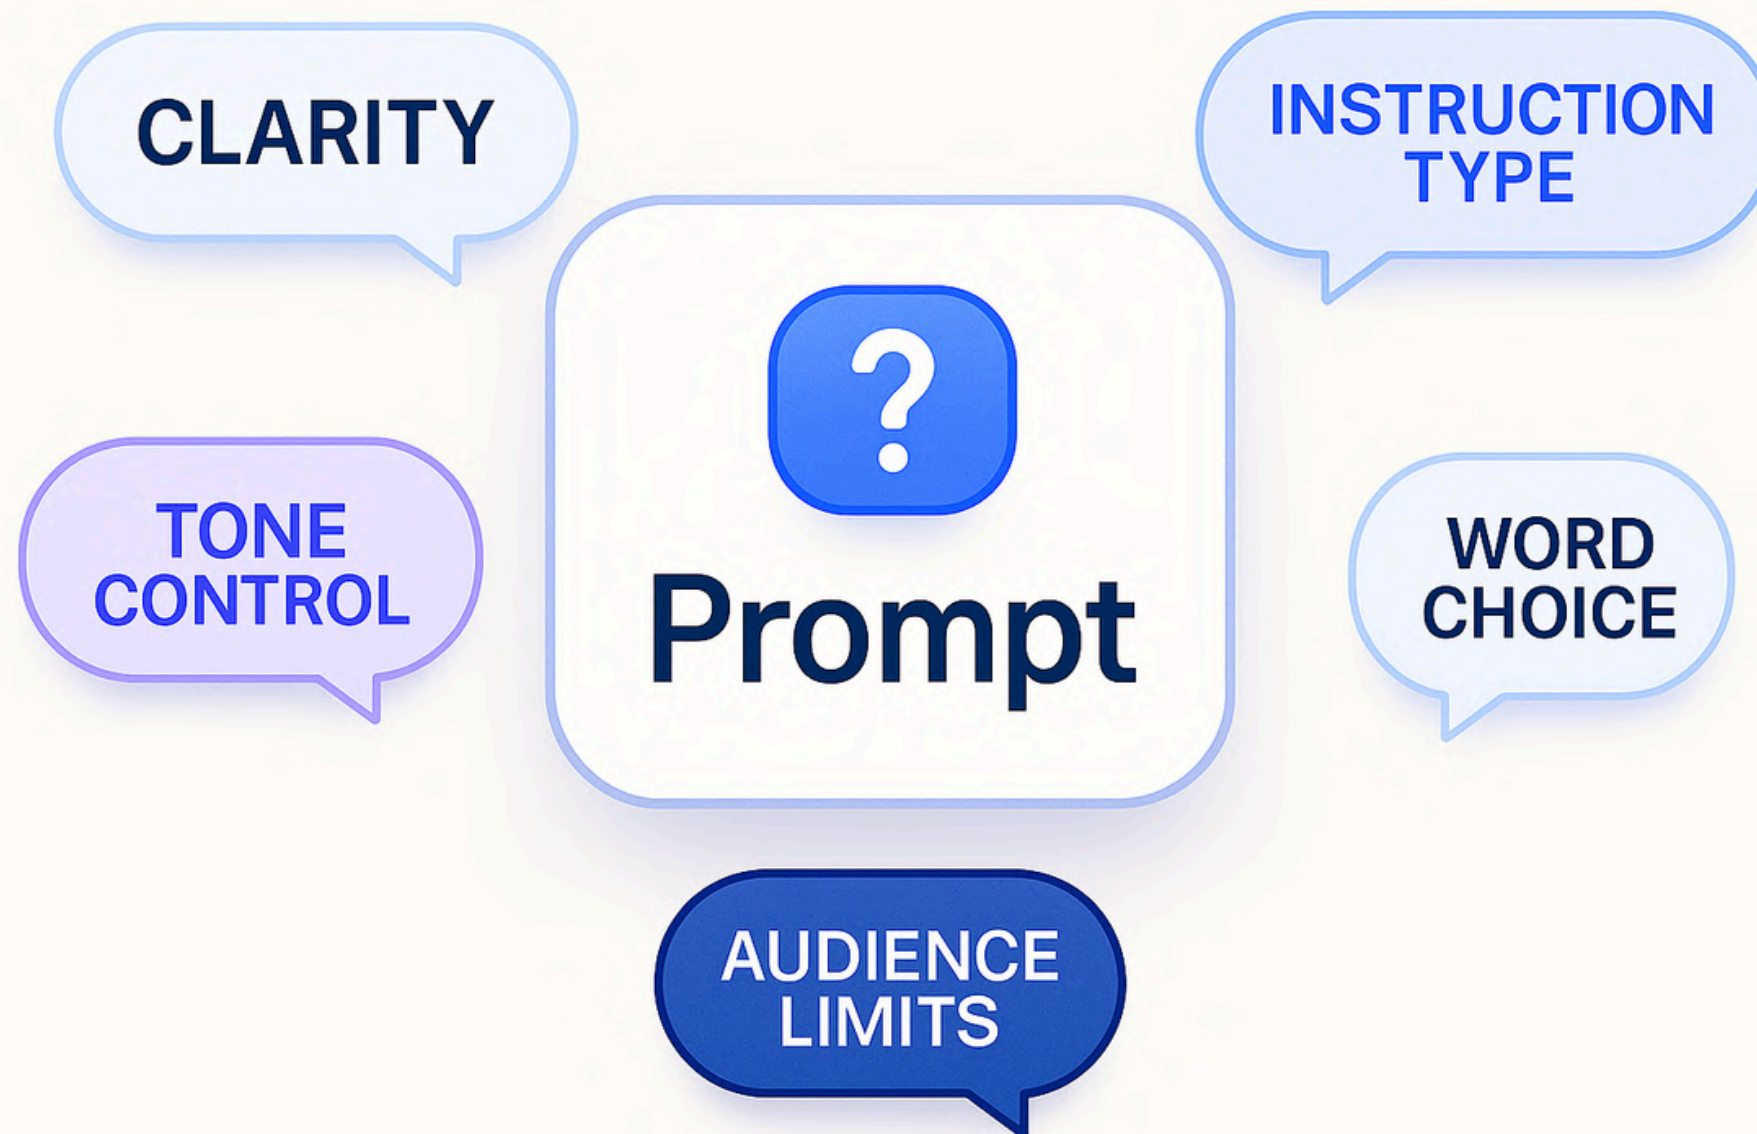 CLARITY
INSTRUCTION
TYPE
?
Prompt
TONE
CONTROL
WORD
CHOICE
AUDIENCE
LIMITS